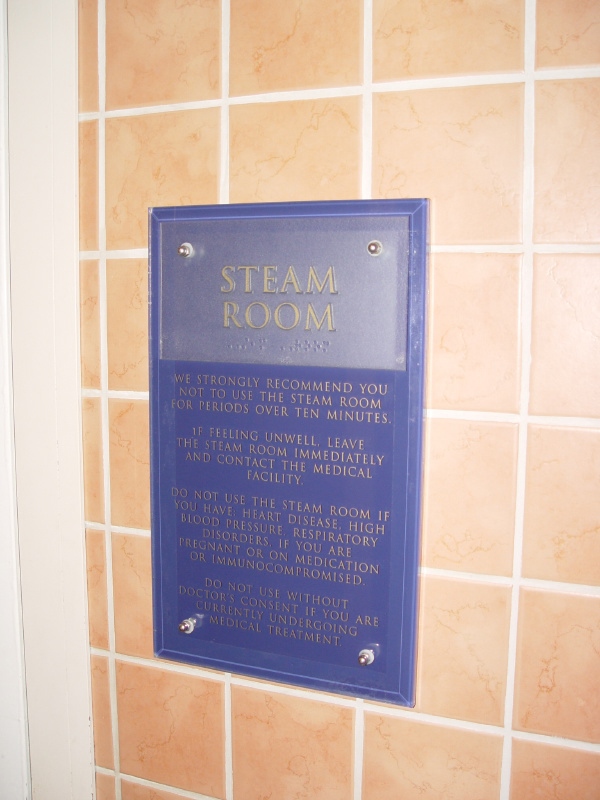 STEAM
ROOM
WE STRONGLY RECOMMEND YOU
NOT TO USE THE STEAM ROOM
FOR PERIODS OVER TEN MINUTES.
IF FEELING UNWELL, LEAVE
THE STEAM ROOM IMMEDIATELY
AND CONTACT THE MEDICAL
FACILITY.
DO NOT USE THE STEAM ROOM IF
YOU HAVE: HEART DISEASE, HIGH
BLOOD PRESSURE, RESPIRATORY
DISORDERS, IF YOU ARE
PREGNANT OR ON MEDICATION
OR IMMUNOCOMPROMISED.
DO NOT USE WITHOUT
DOCTOR'S CONSENT IF YOU ARE
CURRENTLY UNDERGOING
MEDICAL TREATMENT.